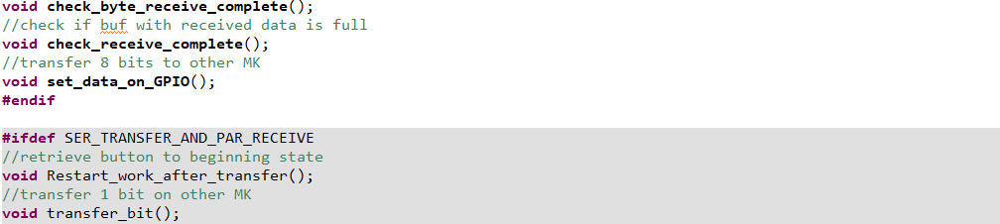 void check_byte_receive_complete();
//check if buf with received data is full
void check_receive_complete();
//transfer 8 bits to other MK
void set_data_on_GPIO();
#endif
#ifdef SER_TRANSFER_AND_PAR_RECEIVE
//retrieve button to beginning state
void Restart_work_after_transfer();
//transfer 1 bit on other MK
void transfer_bit();